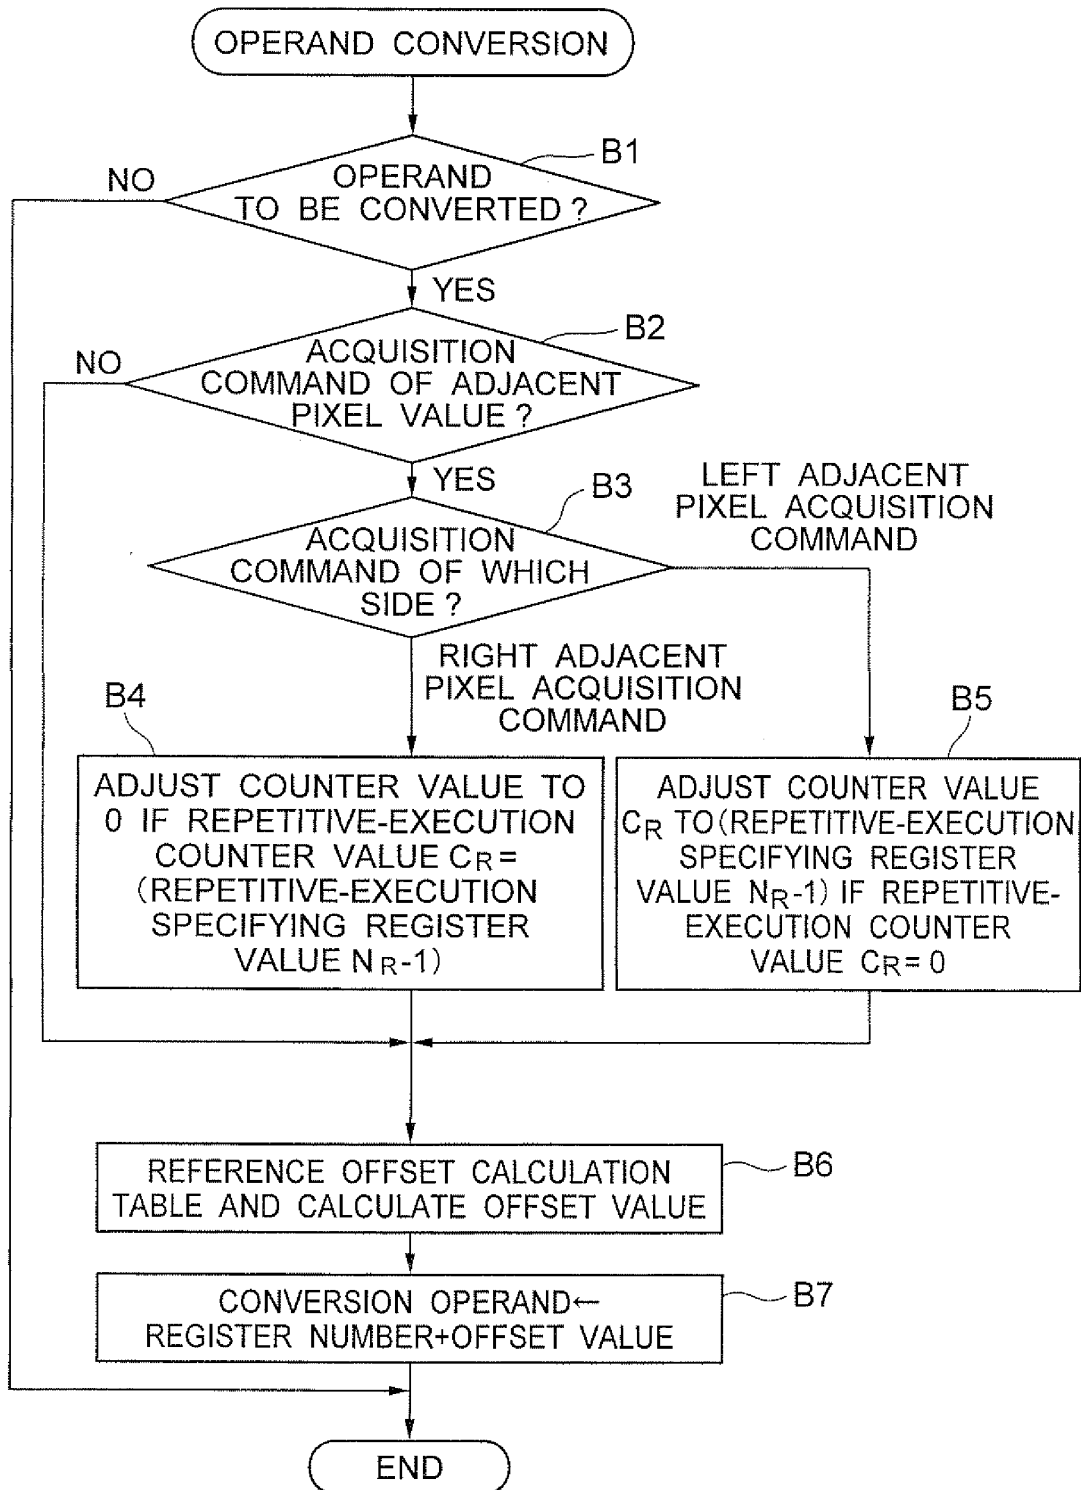 OPERAND CONVERSION
B1
NO
OPERAND
TO BE CONVERTED?
YES
B2
NO
ACQUISITION
COMMAND OF ADJACENT
PIXEL VALUE?
YES
B3
LEFT ADJACENT
PIXEL ACQUISITION
COMMAND
ACQUISITION
COMMAND OF WHICH
SIDE?
RIGHT ADJACENT
PIXEL ACQUISITION
COMMAND
B4
ADJUST COUNTER VALUE TO
0 IF REPETITIVE-EXECUTION
COUNTER VALUE CR=
(REPETITIVE-EXECUTION
SPECIFYING REGISTER
VALUE NR-1)
B5
ADJUST COUNTER VALUE
CR TO(REPETITIVE-EXECUTION
SPECIFYING REGISTER
VALUE NR-1) IF REPETITIVE-
EXECUTION COUNTER
VALUE CR=0
REFERENCE OFFSET CALCULATION
TABLE AND CALCULATE OFFSET VALUE
B6
CONVERSION OPERAND←
REGISTER NUMBER+OFFSET VALUE
B7
END